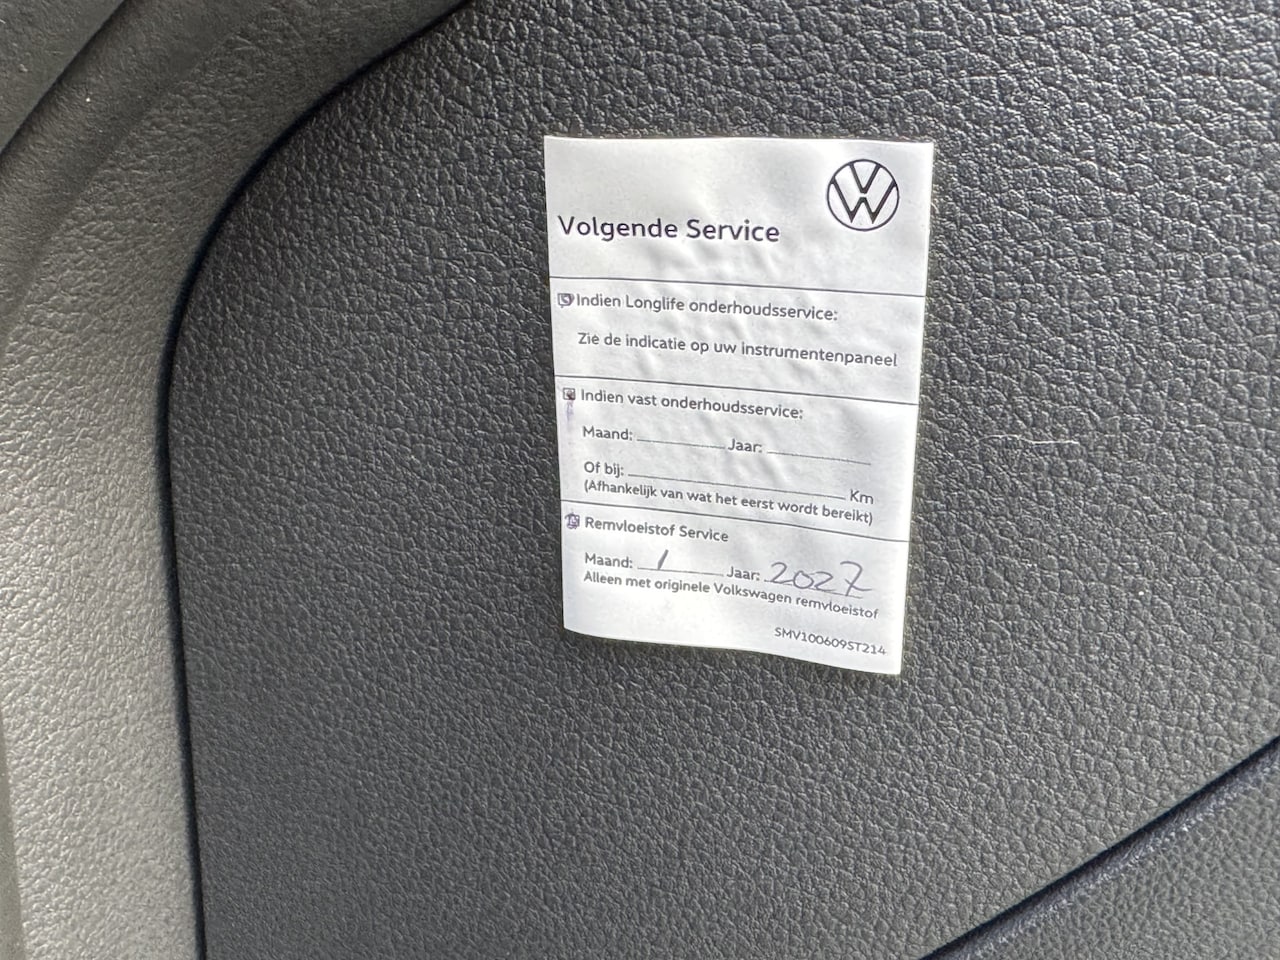 Volgende Service
Indien Longlife onderhoudsservice:
Zie de indicatie op uw instrumentenpaneel
Indien vast onderhoudsservice:
Maand: Jaar:
Of bij: Km
(Afhankelijk van wat het eerst wordt bereikt)
Remvloeistof Service
Maand: 1 Jaar: 2027
Alleen met originele Volkswagen remvloeistof
SMV100609ST214